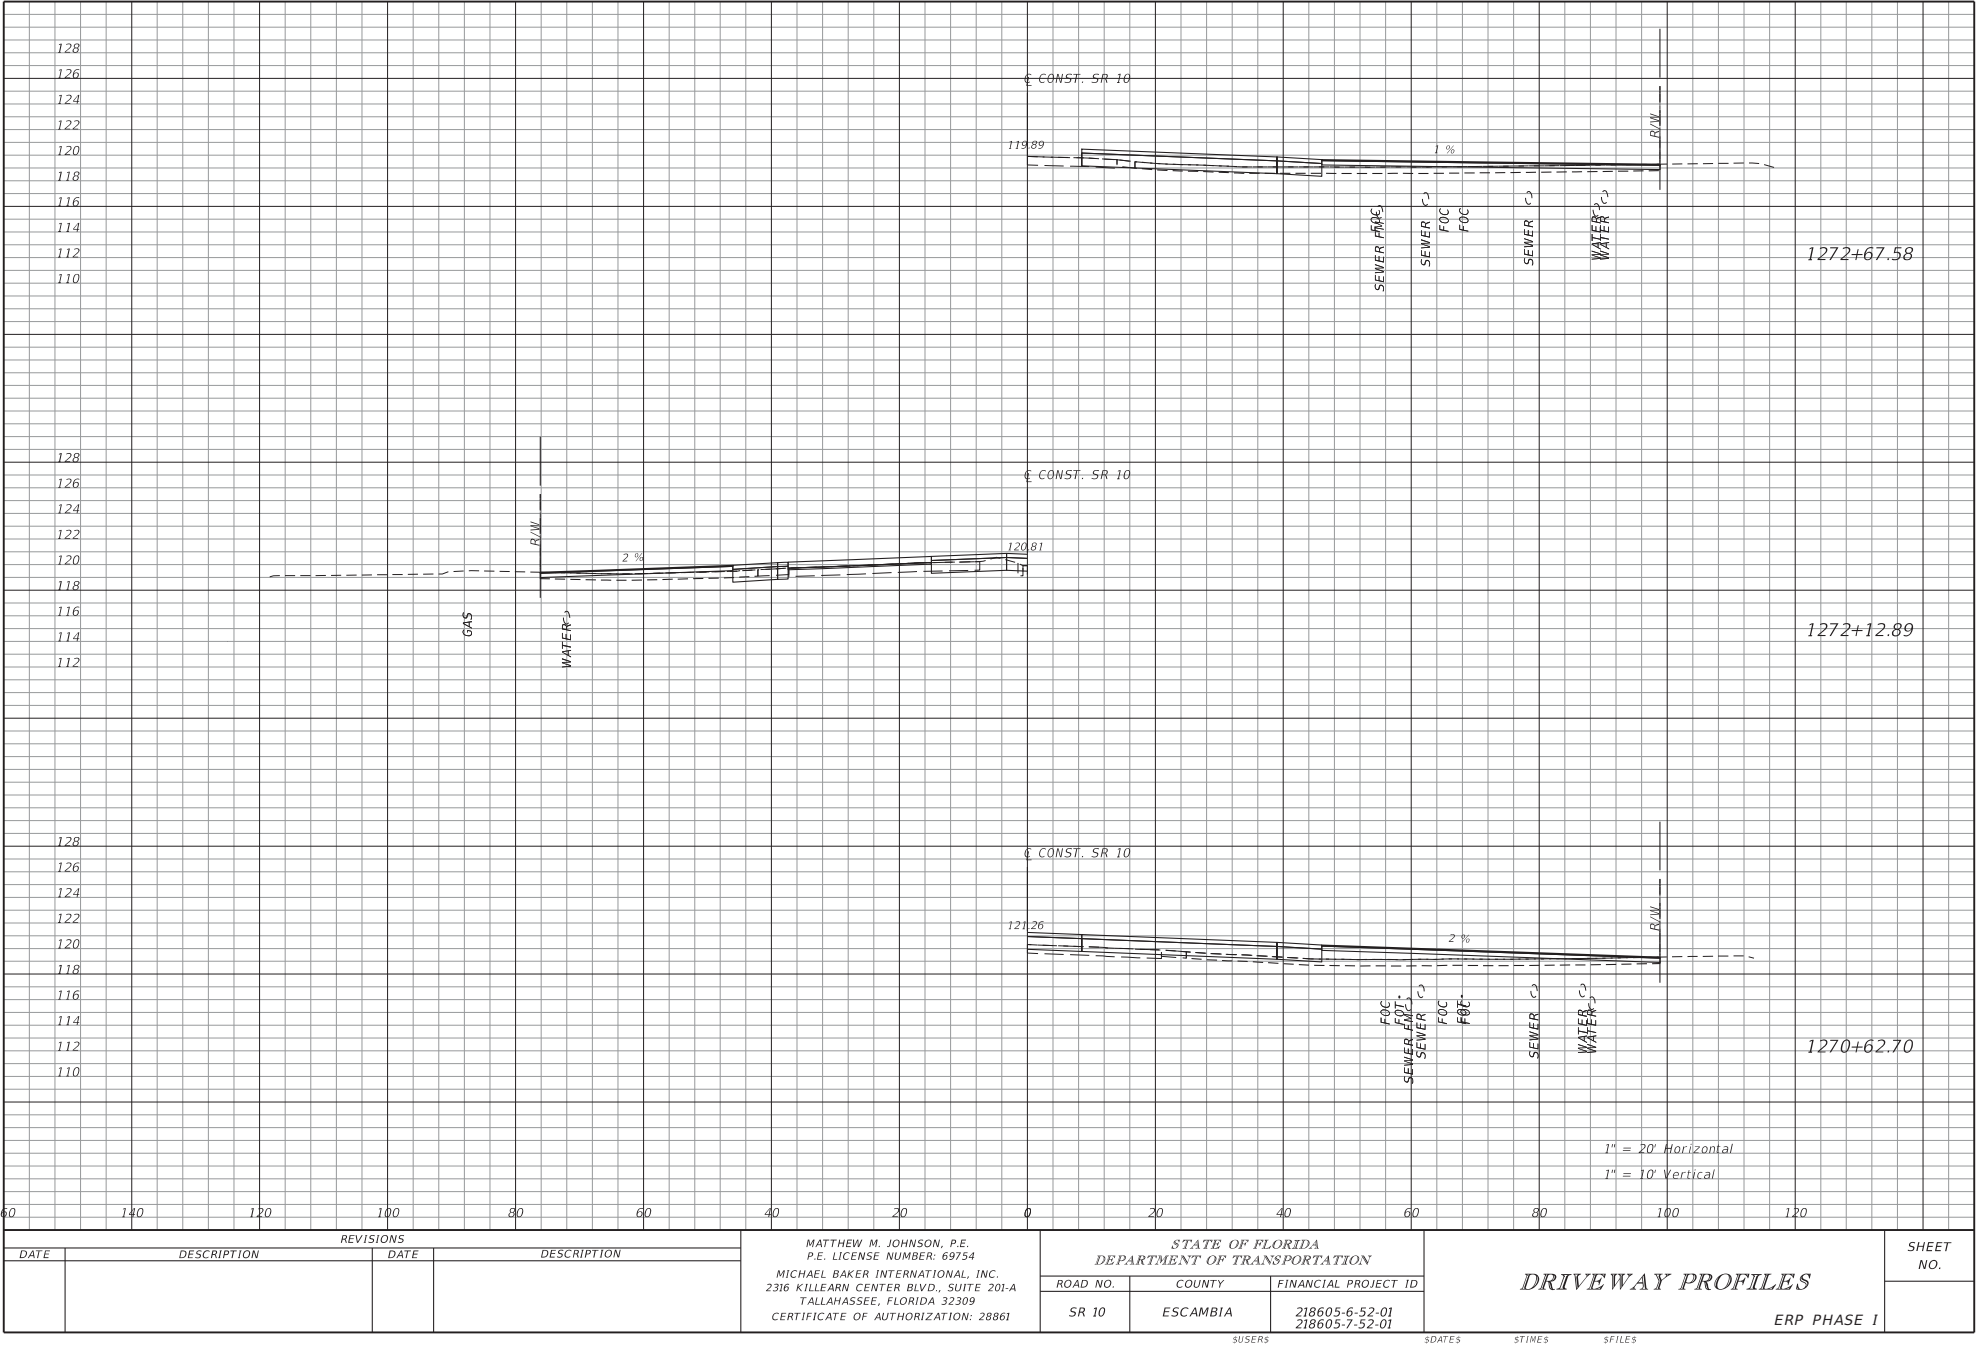 128
126
℄ CONST. SR 10
124
122
R/W
119.89
120
1 %
118
116
FOC
SEWER FM
SEWER
FOC
FOC
SEWER
WATER
WATER
114
112
1272+67.58
110
128
126
℄ CONST. SR 10
124
122
R/W
120.81
120
2 %
118
116
GAS
WATER
114
1272+12.89
112
128
℄ CONST. SR 10
126
124
122
R/W
121.26
120
2 %
118
116
FOC
FOT
SEWER FM
SEWER
FOC
FOT
FOC
SEWER
WATER
WATER
114
112
1270+62.70
110
1" = 20' Horizontal
1" = 10' Vertical
60 140 120 100 80 60 40 20 0 20 40 60 80 100 120
REVISIONS
DATE DESCRIPTION DATE DESCRIPTION
MATTHEW M. JOHNSON, P.E.
P.E. LICENSE NUMBER: 69754
MICHAEL BAKER INTERNATIONAL, INC.
2316 KILLEARN CENTER BLVD., SUITE 201-A
TALLAHASSEE, FLORIDA 32309
CERTIFICATE OF AUTHORIZATION: 28861
STATE OF FLORIDA
DEPARTMENT OF TRANSPORTATION
ROAD NO. COUNTY FINANCIAL PROJECT ID
SR 10 ESCAMBIA 218605-6-52-01
218605-7-52-01
DRIVEWAY PROFILES
ERP PHASE I
SHEET
NO.
$USER$ $DATE$ $TIME$ $FILE$